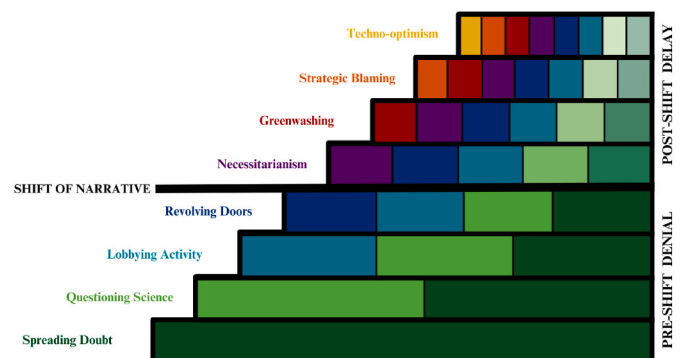 Techno-optimism
Strategic Blaming
Greenwashing
Necessitarianism
SHIFT OF NARRATIVE
Revolving Doors
Lobbying Activity
Questioning Science
Spreading Doubt
POST-SHIFT DELAY
PRE-SHIFT DENIAL